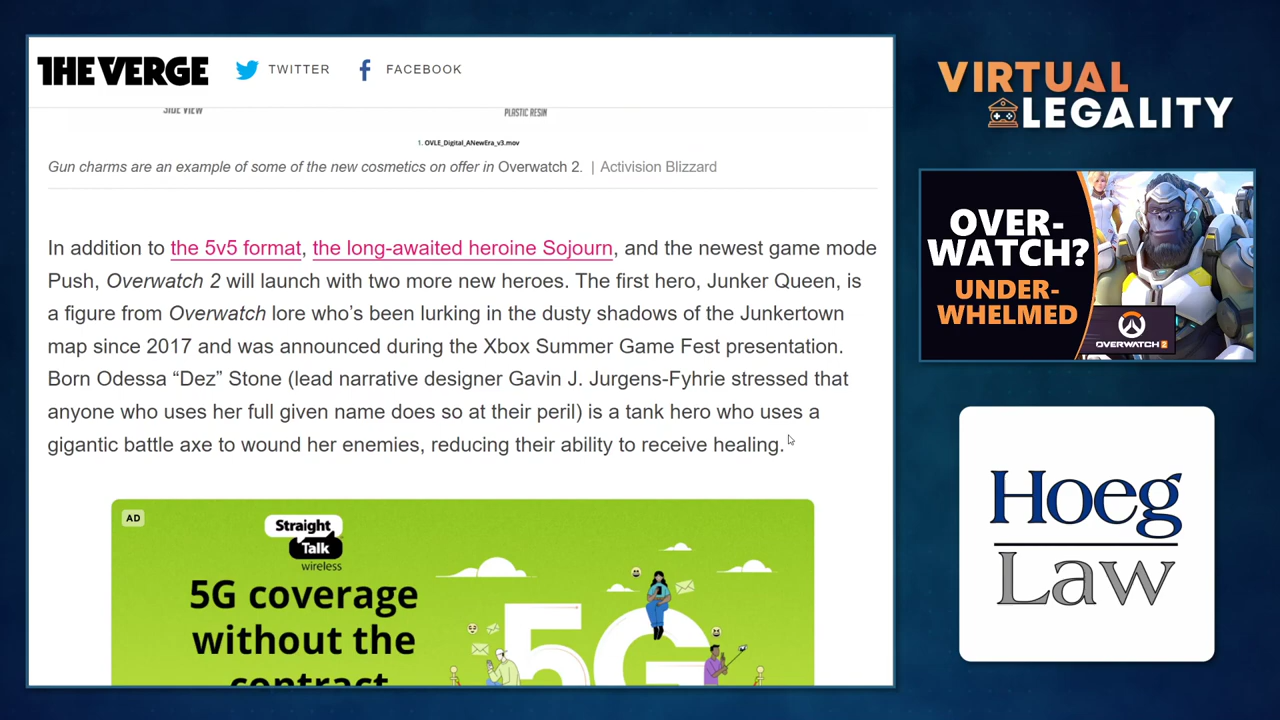 THE VERGE
TWITTER
FACEBOOK
SIDE VIEW
PLASTIC RESIN
1. OVLE_Digital_ANewEra_v3.mov
Gun charms are an example of some of the new cosmetics on offer in Overwatch 2. | Activision Blizzard
In addition to the 5v5 format, the long-awaited heroine Sojourn, and the newest game mode
Push, Overwatch 2 will launch with two more new heroes. The first hero, Junker Queen, is
a figure from Overwatch lore who’s been lurking in the dusty shadows of the Junkertown
map since 2017 and was announced during the Xbox Summer Game Fest presentation.
Born Odessa “Dez” Stone (lead narrative designer Gavin J. Jurgens-Fyhrie stressed that
anyone who uses her full given name does so at their peril) is a tank hero who uses a
gigantic battle axe to wound her enemies, reducing their ability to receive healing.
AD
Straight
Talk
wireless
5G coverage
without the
contract
5G
VIRTUAL
LEGALITY
OVER-
WATCH?
UNDER-
WHELMED
OVERWATCH 2
Hoeg
Law